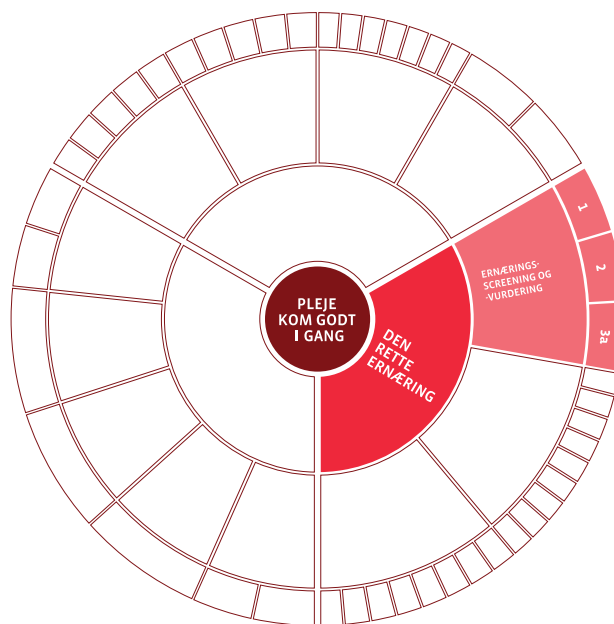 PLEJE
KOM GODT
I GANG
DEN
RETTE
ERNÆRING
ERNÆRINGS-
SCREENING OG
-VURDERING
1
2
3a